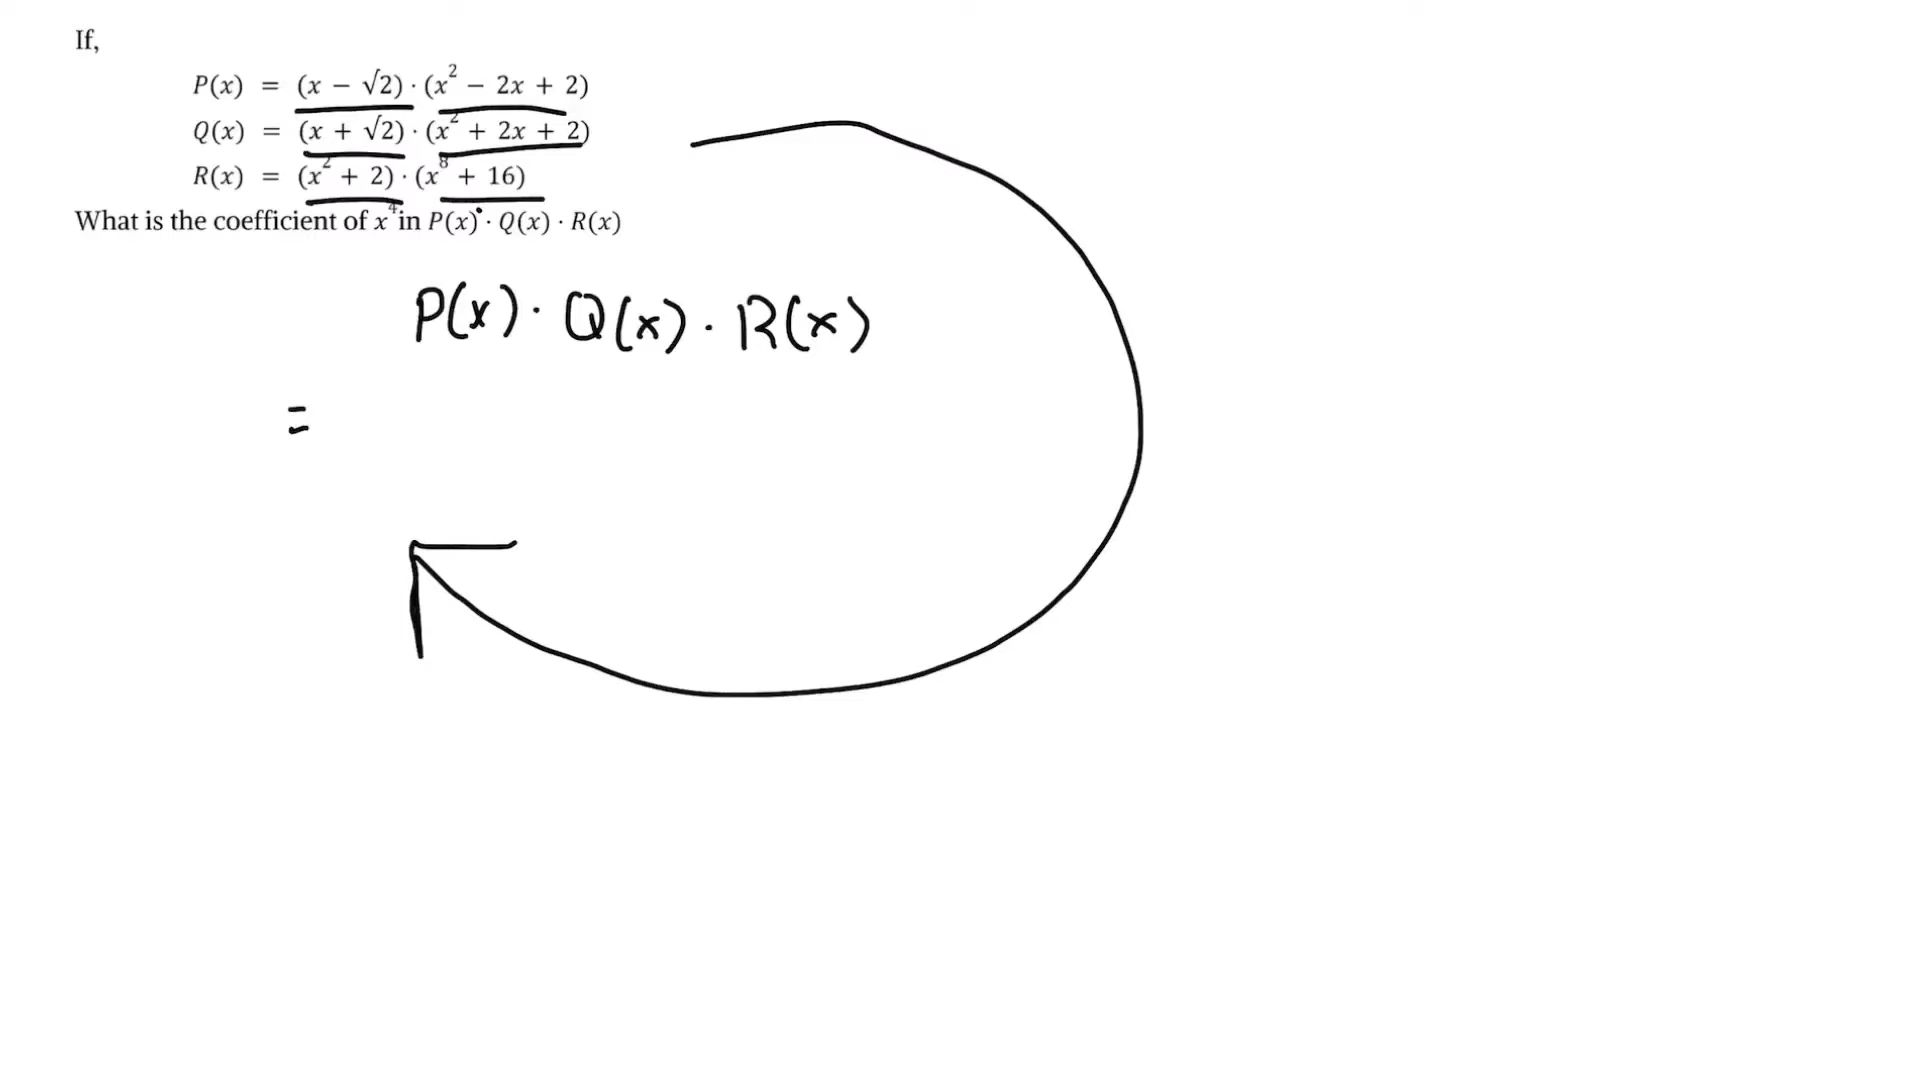 If,
P(x) = (x − √2) · (x² − 2x + 2)
Q(x) = (x + √2) · (x² + 2x + 2)
R(x) = (x² + 2) · (x⁸ + 16)
What is the coefficient of x⁴ in P(x) · Q(x) · R(x)
P(x) · Q(x) · R(x)
=